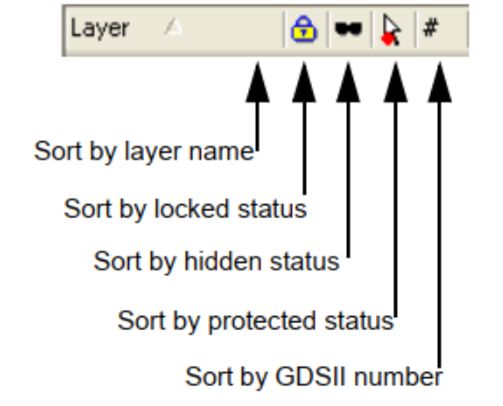 Layer #
Sort by layer name
Sort by locked status
Sort by hidden status
Sort by protected status
Sort by GDSII number